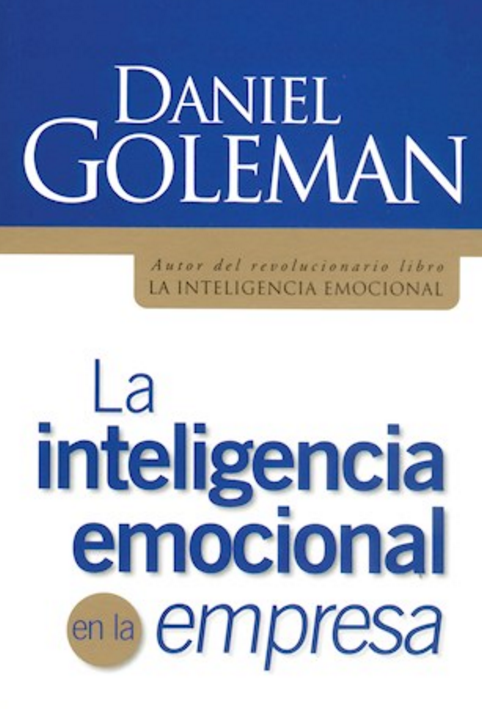 DANIEL
GOLEMAN
Autor del revolucionario libro
LA INTELIGENCIA EMOCIONAL
La
inteligencia
emocional
en la empresa